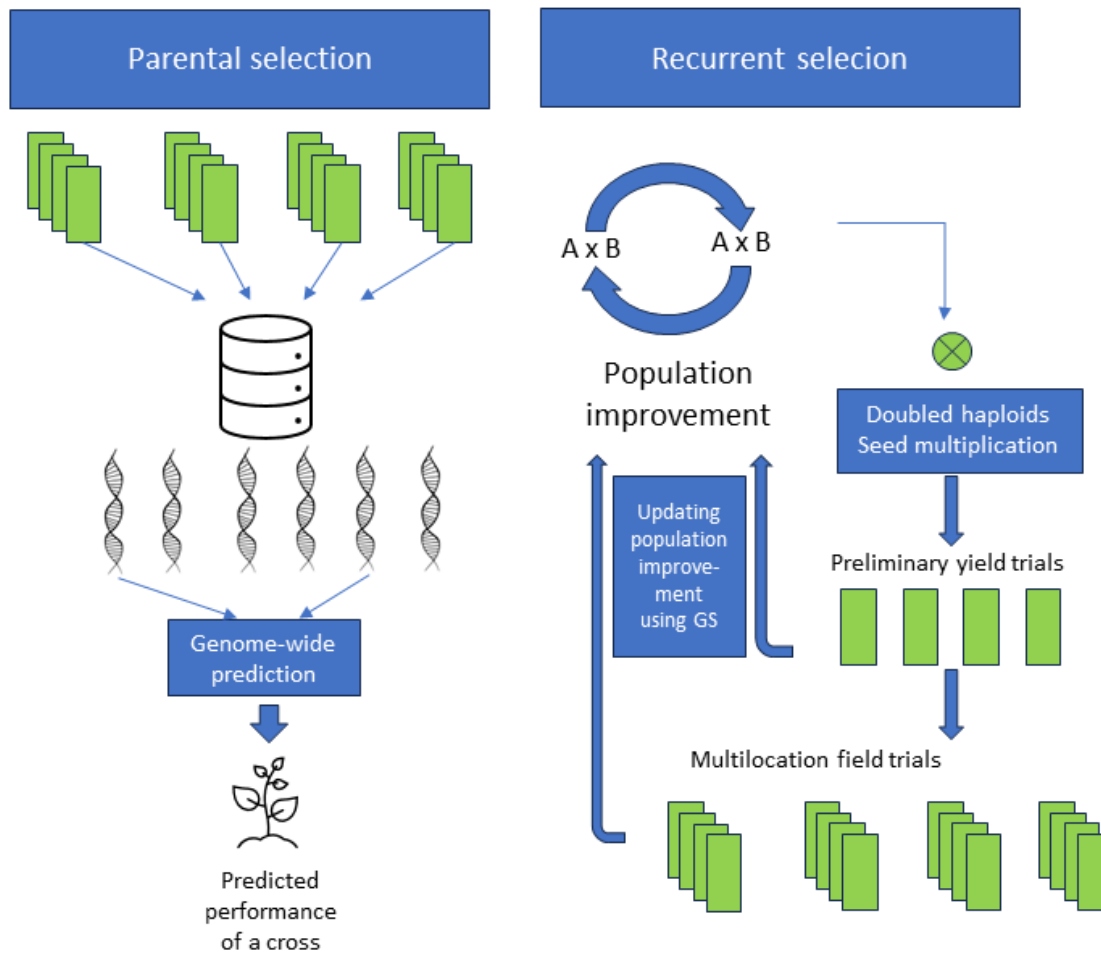 Parental selection
Genome-wide
prediction
Predicted
performance
of a cross
Recurrent selecion
A x B
A x B
Population
improvement
Doubled haploids
Seed multiplication
Updating
population
improve-
ment
using GS
Preliminary yield trials
Multilocation field trials